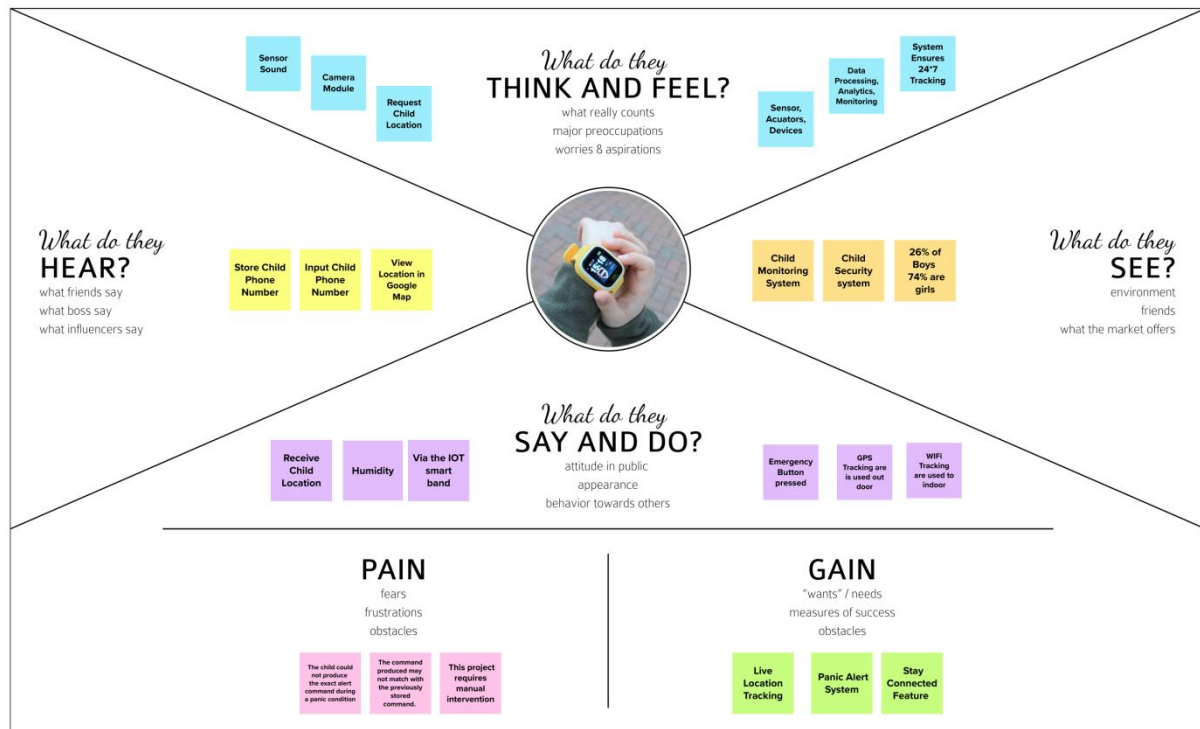 Sensor
Sound
Camera
Module
Request
Child
Location
What do they
THINK AND FEEL?
what really counts
major preoccupations
worries & aspirations
Sensor,
Acuators,
Devices
Data
Processing,
Analytics,
Monitoring
System
Ensures
24*7
Tracking
What do they
HEAR?
what friends say
what boss say
what influencers say
Store Child
Phone
Number
Input Child
Phone
Number
View
Location in
Google
Map
Child
Monitoring
System
Child
Security
system
26% of
Boys
74% are
girls
What do they
SEE?
environment
friends
what the market offers
What do they
SAY AND DO?
attitude in public
appearance
behavior towards others
Receive
Child
Location
Humidity
Via the IOT
smart
band
Emergency
Button
pressed
GPS
Tracking are
is used out
door
WIFi
Tracking
are used to
indoor
PAIN
fears
frustrations
obstacles
The child could
not produce
the exact alert
command during
a panic condition
The command
produced may
not match with
the previously
stored
command.
This project
requires
manual
intervention
GAIN
"wants" / needs
measures of success
obstacles
Live
Location
Tracking
Panic Alert
System
Stay
Connected
Feature